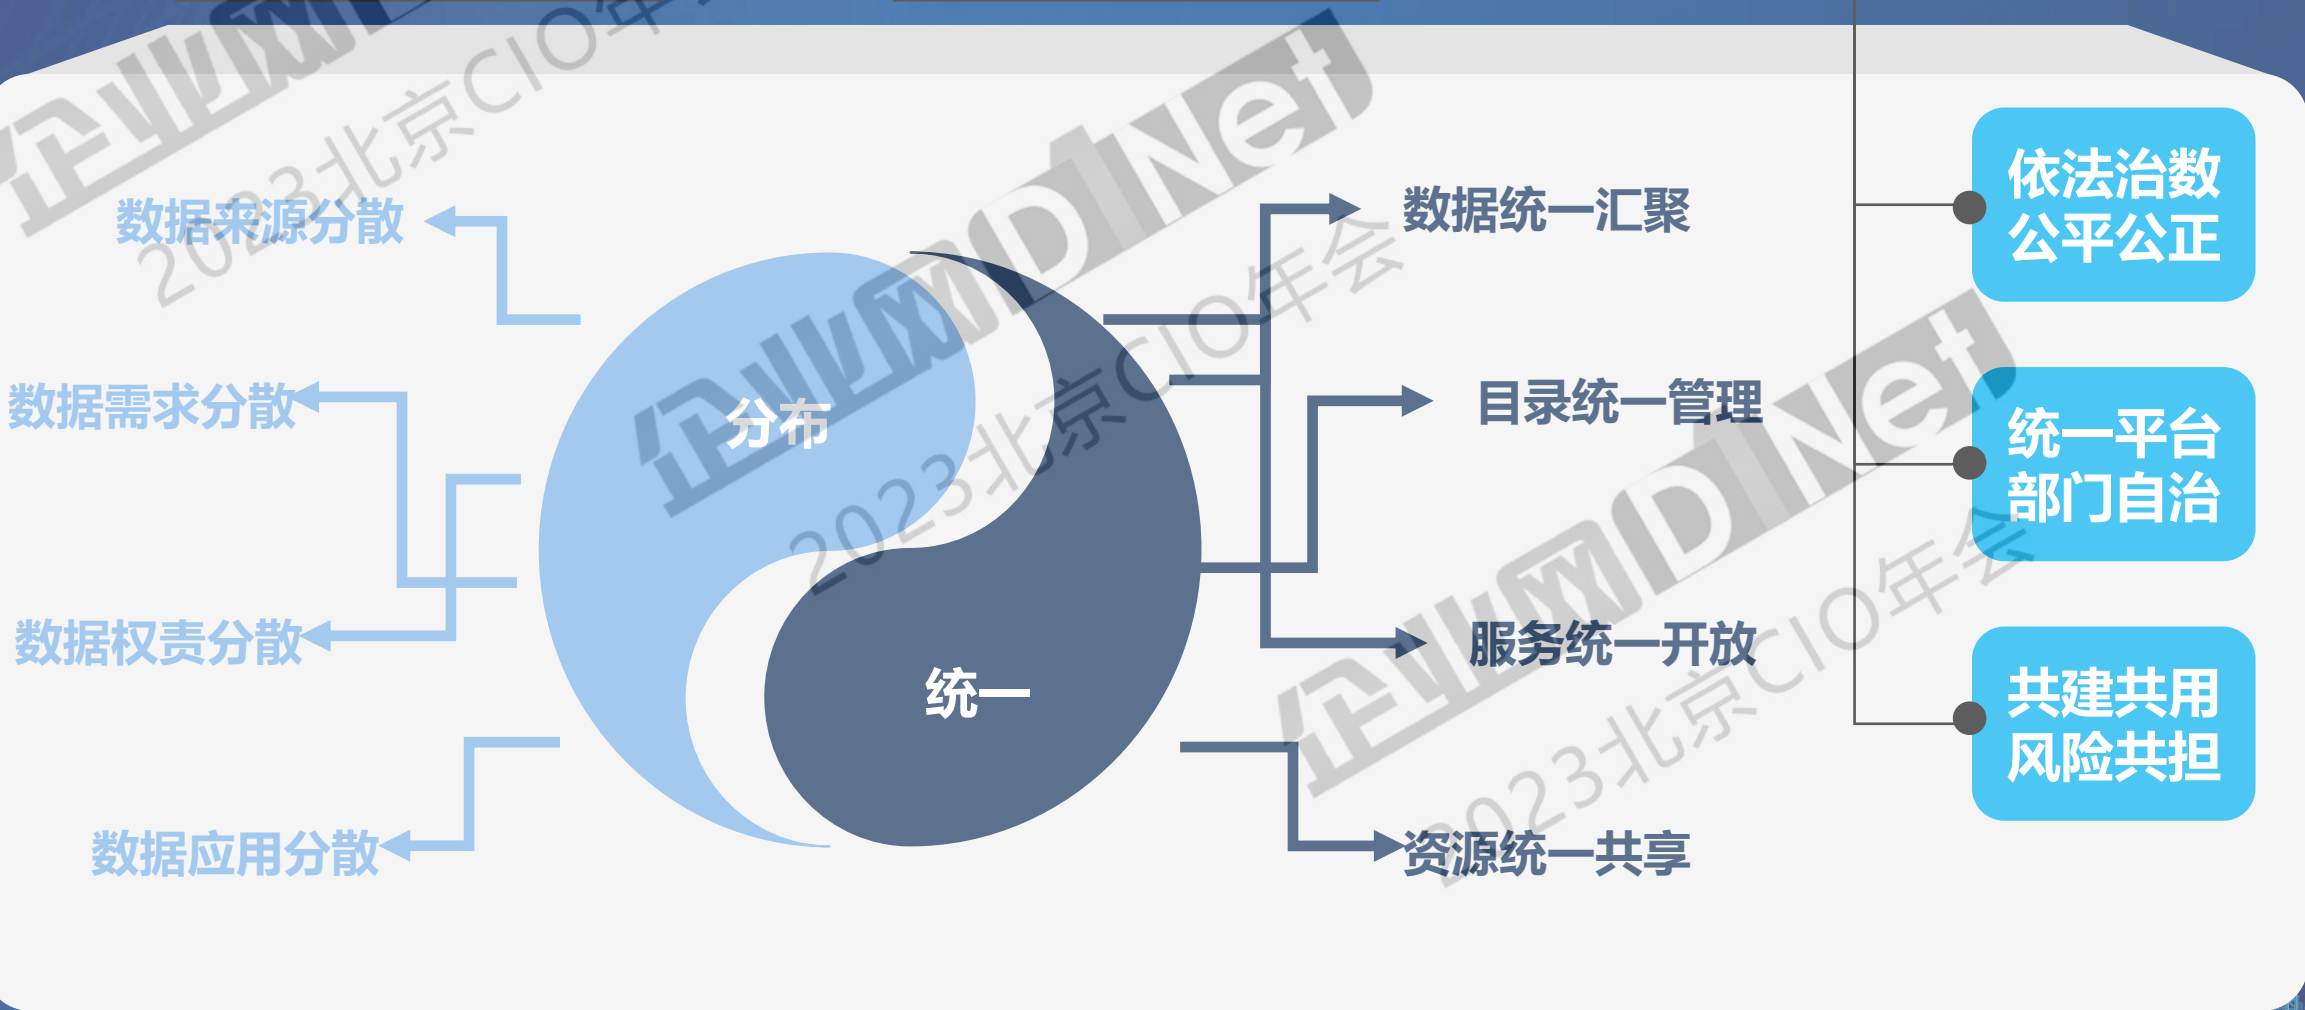 企业网D1Net
2023北京CIO年会
数据来源分散
数据需求分散
数据权责分散
数据应用分散
分布
统一
企业网D1Net
2023北京CIO年会
数据统一汇聚
目录统一管理
服务统一开放
资源统一共享
企业网D1Net
2023北京CIO年会
依法治数
公平公正
统一平台
部门自治
共建共用
风险共担